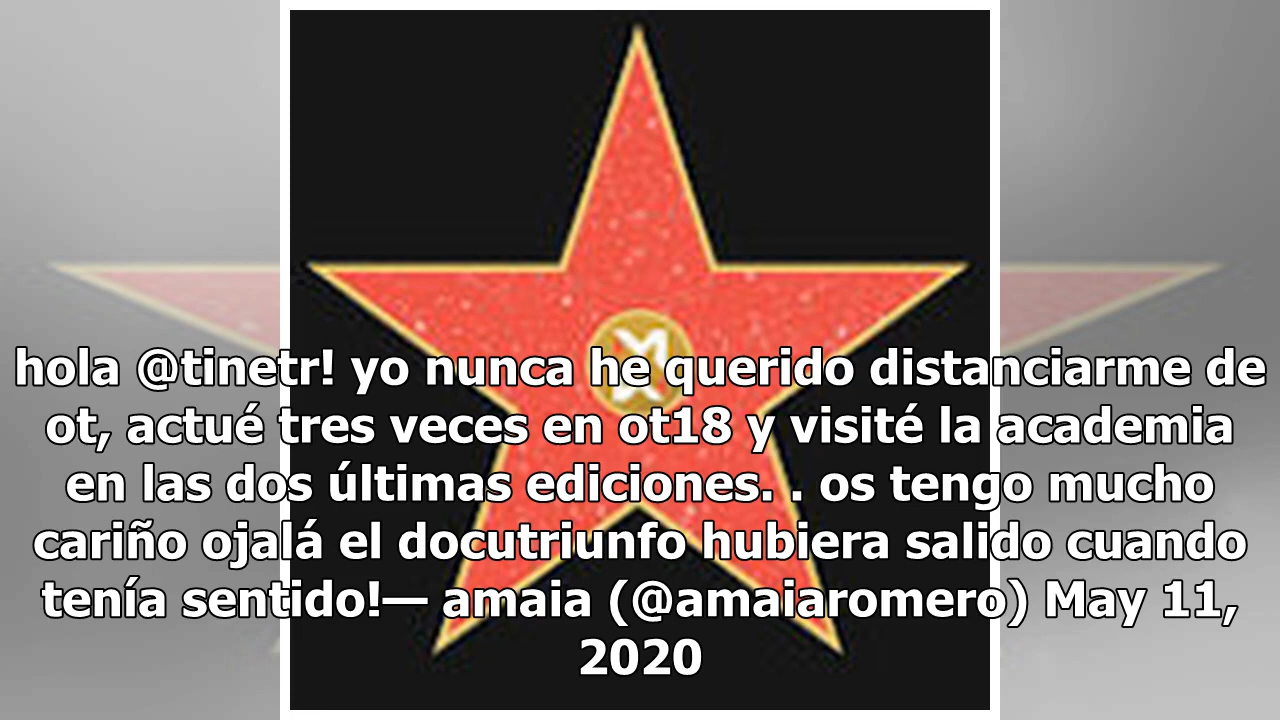 hola @tinetr! yo nunca he querido distanciarme de
ot, actué tres veces en ot18 y visité la academia
en las dos últimas ediciones. . os tengo mucho
cariño ojalá el docutriunfo hubiera salido cuando
tenía sentido!— amaia (@amaiaromero) May 11,
2020